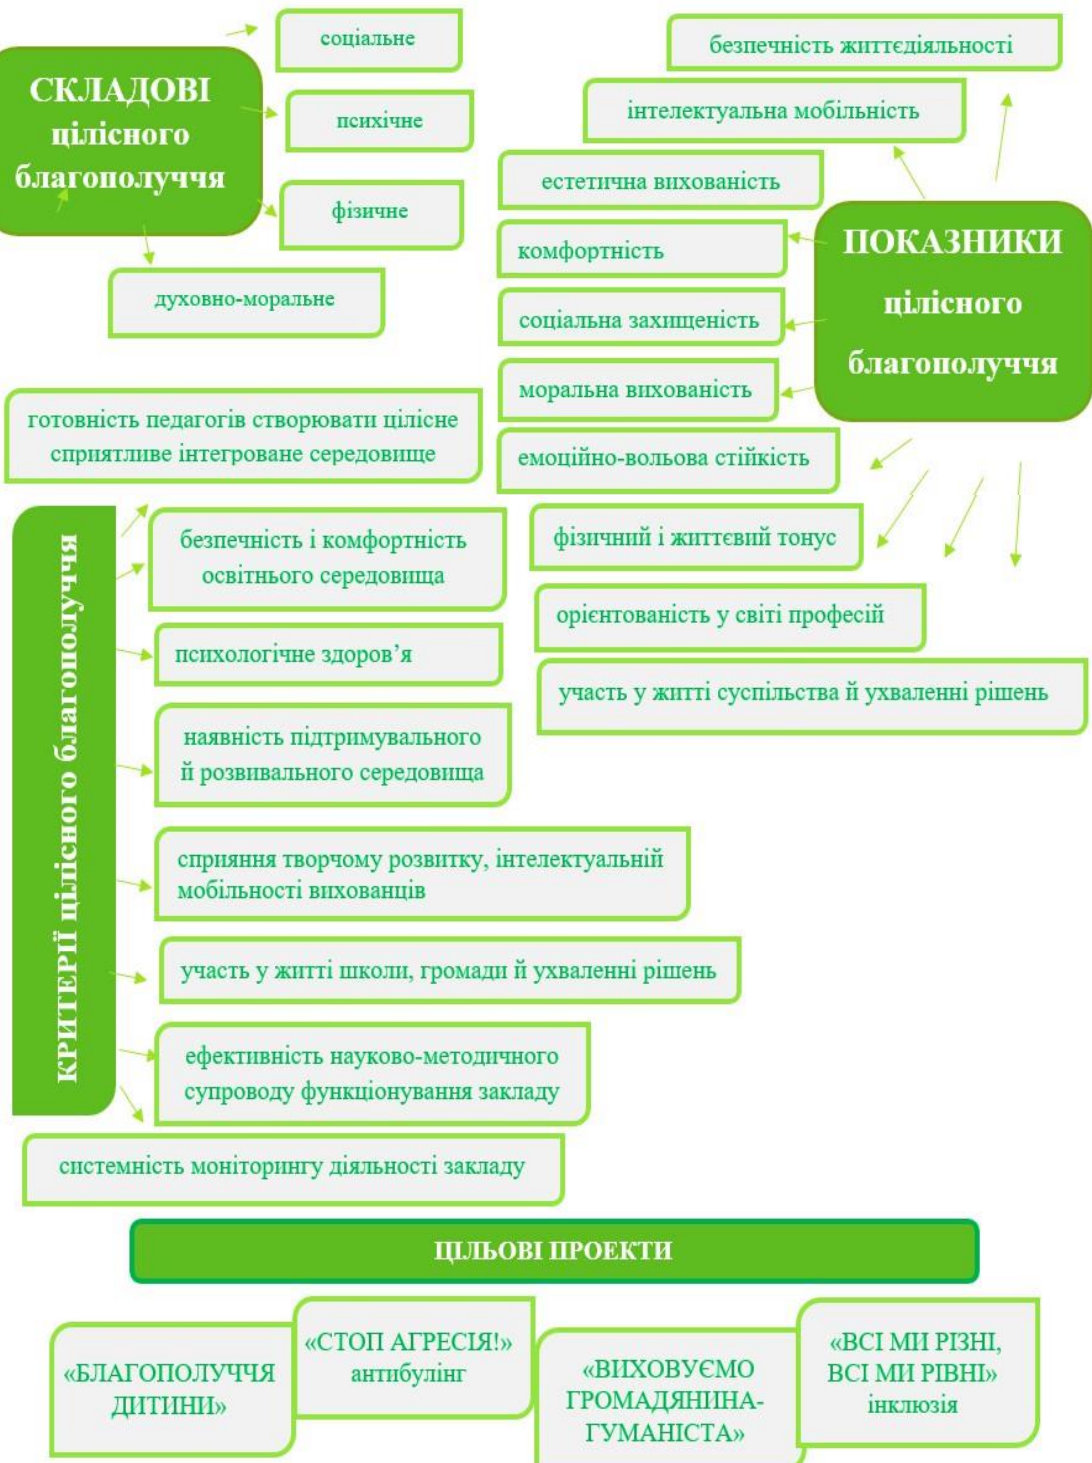 СКЛАДОВІ
цілісного
благополуччя
соціальне
психічне
фізичне
духовно-моральне
ПОКАЗНИКИ
цілісного
благополуччя
безпечність життєдіяльності
інтелектуальна мобільність
естетична вихованість
комфортність
соціальна захищеність
моральна вихованість
емоційно-вольова стійкість
фізичний і життєвий тонус
орієнтованість у світі професій
участь у житті суспільства й ухваленні рішень
КРИТЕРІЇ цілісного благополуччя
готовність педагогів створювати цілісне
сприятливе інтегроване середовище
безпечність і комфортність
освітнього середовища
психологічне здоров’я
наявність підтримувального
й розвивального середовища
сприяння творчому розвитку, інтелектуальній
мобільності вихованців
участь у житті школи, громади й ухваленні рішень
ефективність науково-методичного
супроводу функціонування закладу
системність моніторингу діяльності закладу
ЦІЛЬОВІ ПРОЕКТИ
«БЛАГОПОЛУЧЧЯ
ДИТИНИ»
«СТОП АГРЕСІЯ!»
антибулінг
«ВИХОВУЄМО
ГРОМАДЯНИНА-
ГУМАНІСТА»
«ВСІ МИ РІЗНІ,
ВСІ МИ РІВНІ»
інклюзія